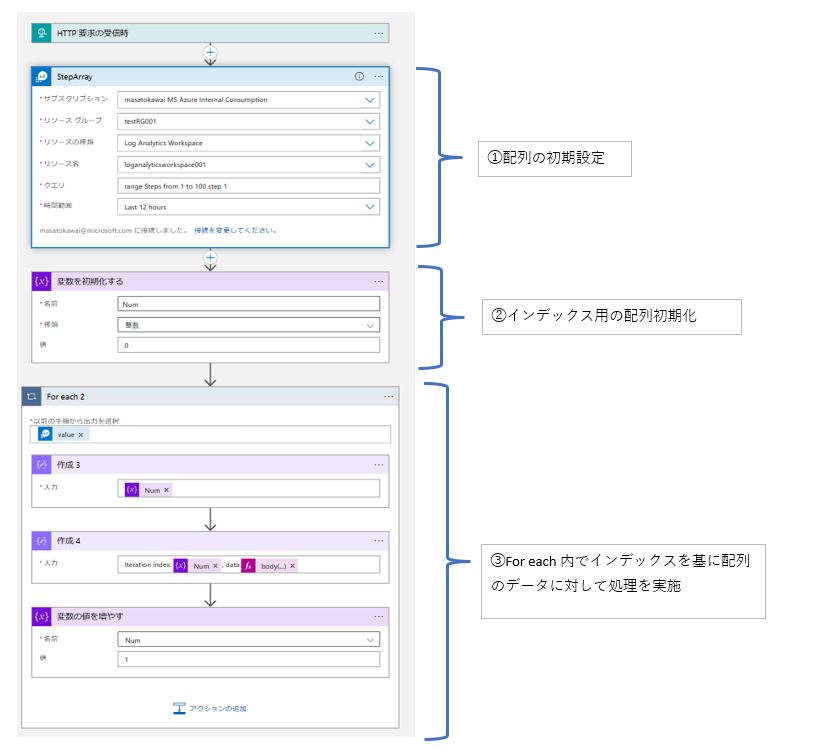 HTTP 要求の受信時
StepArray
*サブスクリプション masatokawai MS Azure Internal Consumption
*リソース グループ testRG001
*リソースの種類 Log Analytics Workspace
*リソース名 loganalyticsworkspace001
*クエリ range Steps from 1 to 100 step 1
*時間範囲 Last 12 hours
masatokawai@microsoft.com に接続しました。 接続を変更してください。
①配列の初期設定
変数を初期化する
*名前 Num
*種類 整数
値 0
②インデックス用の配列初期化
For each 2
*以前の手順から出力を選択
value ×
作成 3
*入力 {x} Num ×
作成 4
*入力 Iteration index: {x} Num × , data: fx body(...) ×
変数の値を増やす
*名前 Num
値 1
アクションの追加
③For each 内でインデックスを基に配列
のデータに対して処理を実施